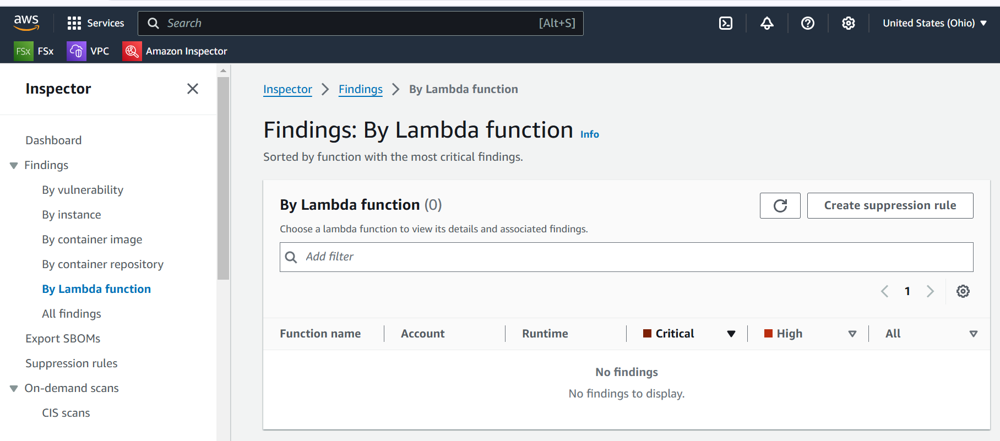 aws Services Search [Alt+S] United States (Ohio)
FSx FSx VPC Amazon Inspector
Inspector
Dashboard
Findings
By vulnerability
By instance
By container image
By container repository
By Lambda function
All findings
Export SBOMs
Suppression rules
On-demand scans
CIS scans
Inspector Findings By Lambda function
Findings: By Lambda function Info
Sorted by function with the most critical findings.
By Lambda function (0)
Create suppression rule
Choose a lambda function to view its details and associated findings.
Add filter
1
Function name Account Runtime Critical High All
No findings
No findings to display.